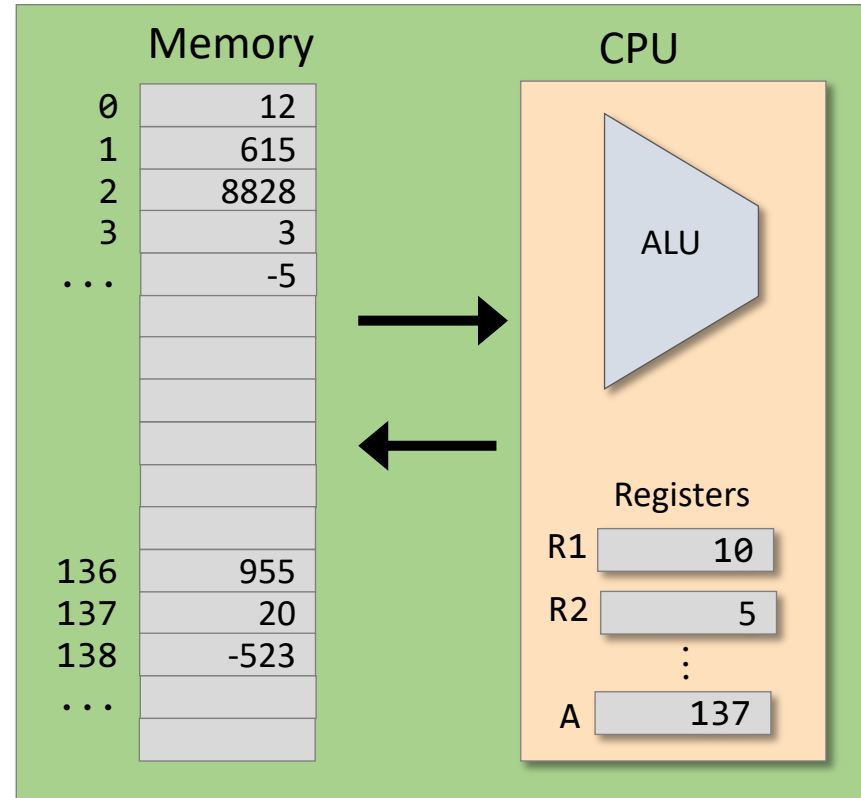 Memory
0 12
1 615
2 8828
3 3
... -5
136 955
137 20
138 -523
...
CPU
ALU
Registers
R1 10
R2 5
⋮
A 137